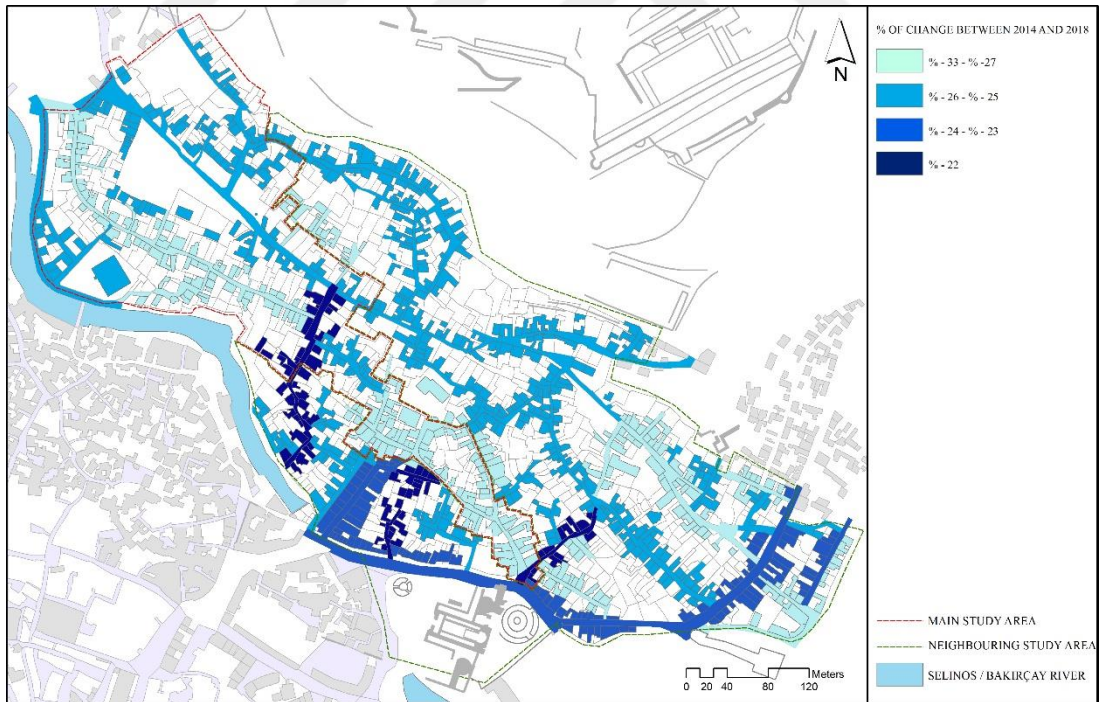 % OF CHANGE BETWEEN 2014 AND 2018
% - 33 - % -27
% - 26 - % - 25
% - 24 - % - 23
% - 22
N
MAIN STUDY AREA
NEIGHBOURING STUDY AREA
SELINOS / BAKIRÇAY RIVER
Meters
0 20 40 80 120